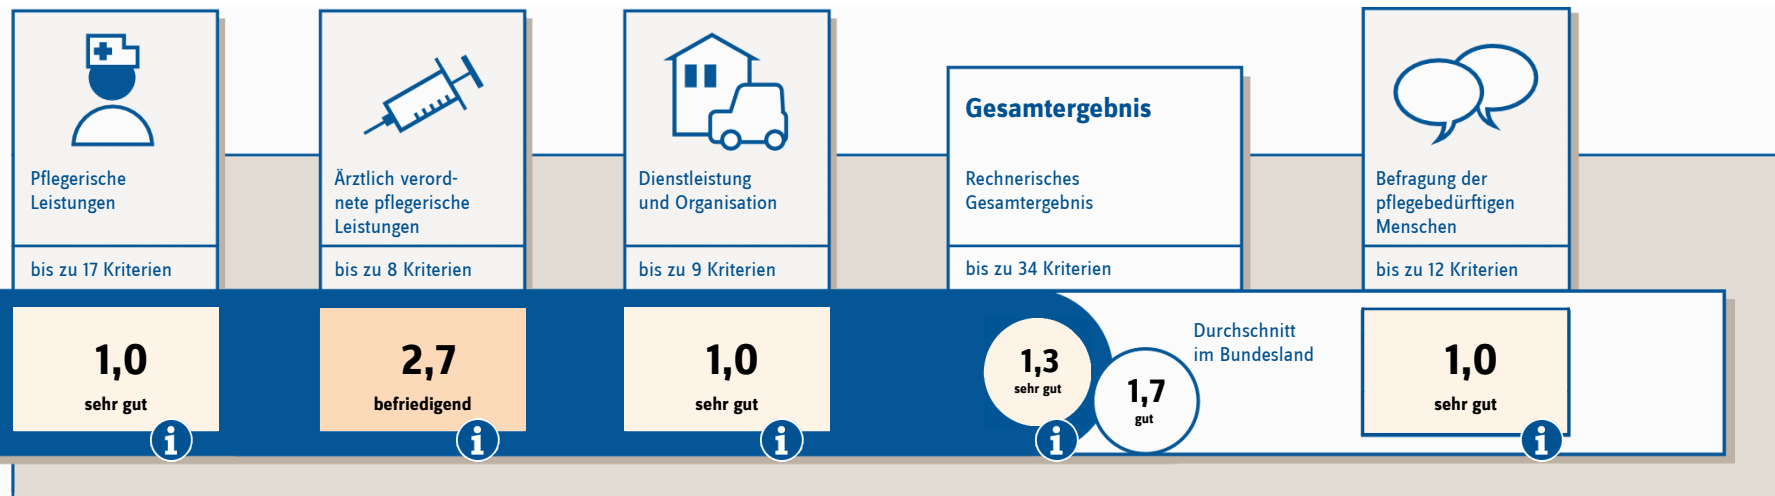 Pflegerische
Leistungen
bis zu 17 Kriterien
1,0
sehr gut
i
Ärztlich verord-
nete pflegerische
Leistungen
bis zu 8 Kriterien
2,7
befriedigend
i
Dienstleistung
und Organisation
bis zu 9 Kriterien
1,0
sehr gut
i
Gesamtergebnis
Rechnerisches
Gesamtergebnis
bis zu 34 Kriterien
1,3
sehr gut
i
Durchschnitt
im Bundesland
1,7
gut
Befragung der
pflegebedürftigen
Menschen
bis zu 12 Kriterien
1,0
sehr gut
i